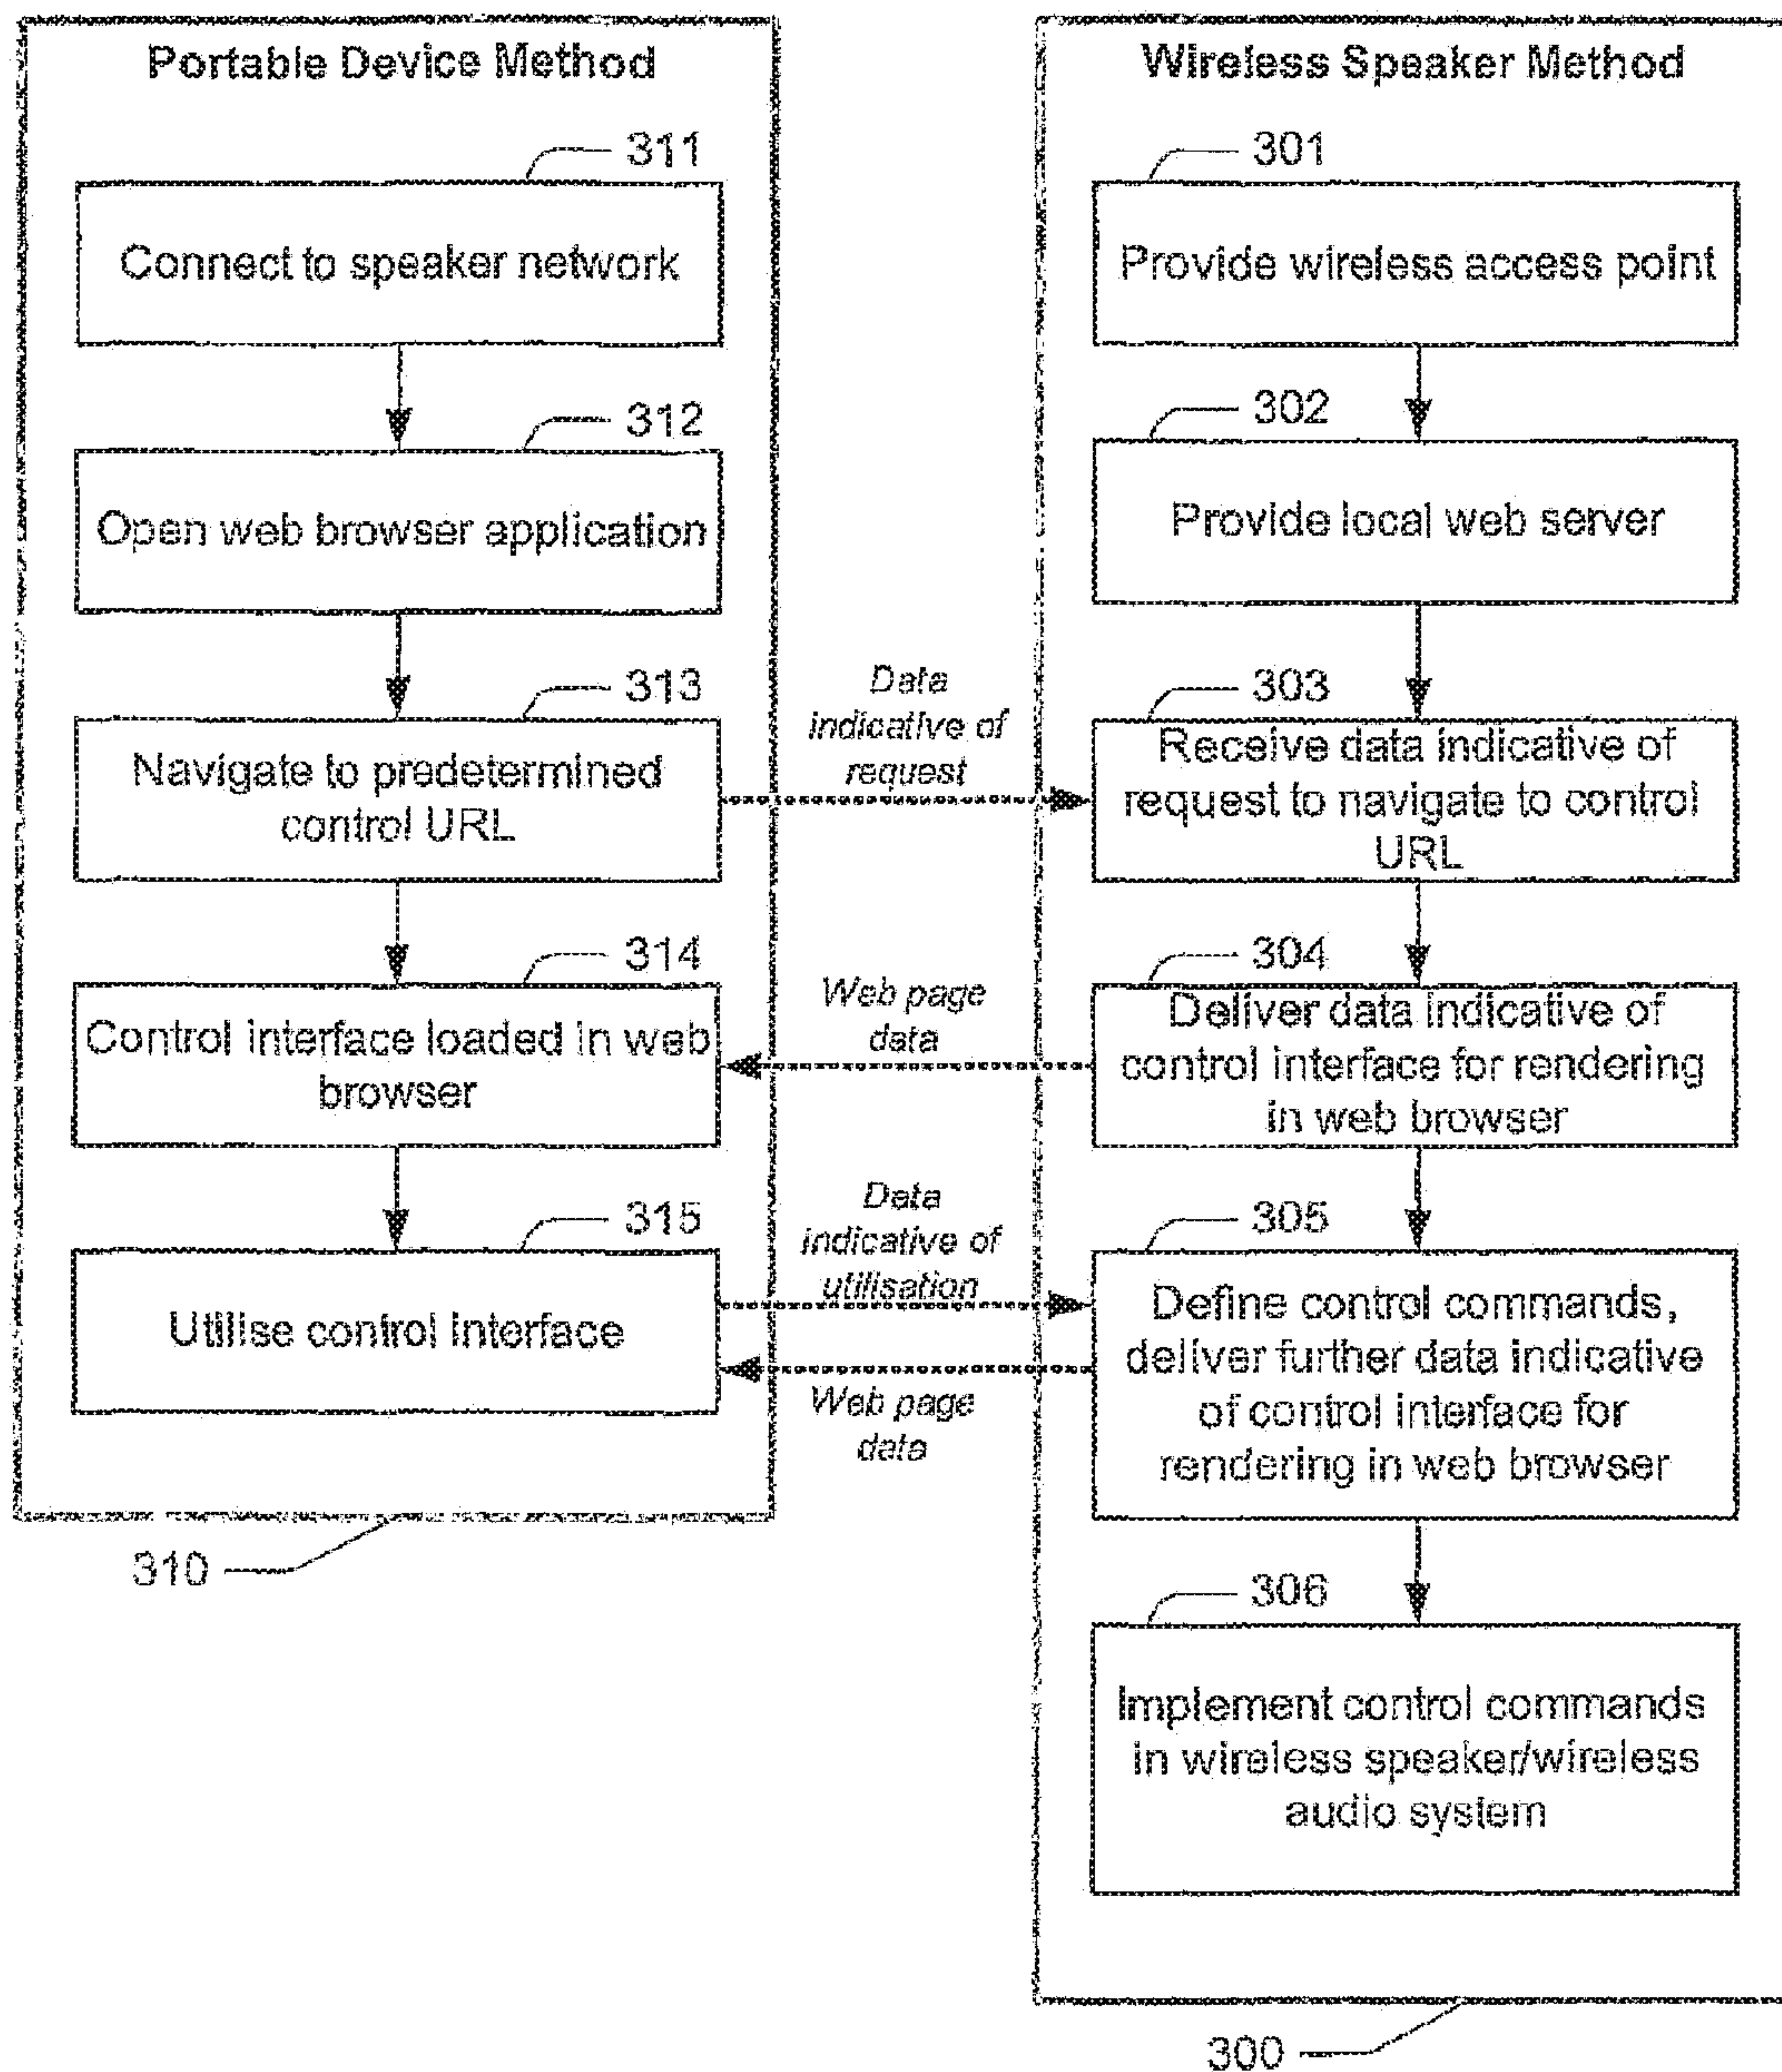 Portable Device Method
311
Connect to speaker network
312
Open web browser application
313
Navigate to predetermined
control URL
314
Control interface loaded in web
browser
315
Utilise control interface
310
Data
indicative of
request
Web page
data
Data
indicative of
utilisation
Web page
data
Wireless Speaker Method
301
Provide wireless access point
302
Provide local web server
303
Receive data indicative of
request to navigate to control
URL
304
Deliver data indicative of
control interface for rendering
in web browser
305
Define control commands,
deliver further data indicative
of control interface for
rendering in web browser
306
Implement control commands
in wireless speaker/wireless
audio system
300